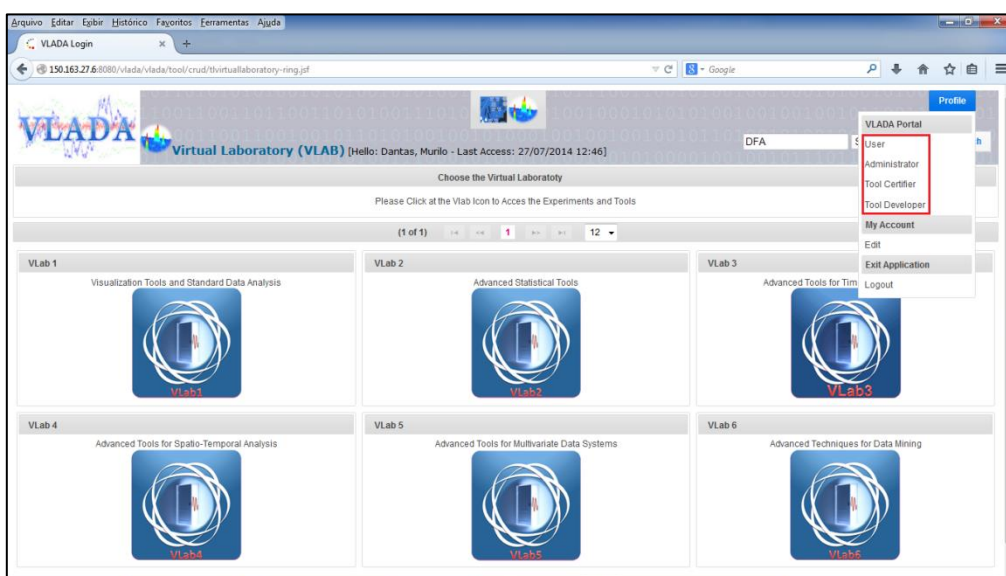 Arquivo Editar Exibir Histórico Favoritos Ferramentas Ajuda
VLADA Login
150.163.27.6:8080/vlada/vlada/tool/crud/tlvirtuallaboratory-ring.jsf
Google
Profile
VLADA
Virtual Laboratory (VLAB) [Hello: Dantas, Murilo - Last Access: 27/07/2014 12:46]
DFA
VLADA Portal
User
Administrator
Tool Certifier
Tool Developer
My Account
Edit
Exit Application
Logout
Choose the Virtual Laboratoty
Please Click at the Vlab Icon to Acces the Experiments and Tools
(1 of 1) 1 12
VLab 1 VLab 2 VLab 3
Visualization Tools and Standard Data Analysis Advanced Statistical Tools Advanced Tools for Tim
VLab1 VLab2 VLab3
VLab 4 VLab 5 VLab 6
Advanced Tools for Spatio-Temporal Analysis Advanced Tools for Multivariate Data Systems Advanced Techniques for Data Mining
VLab4 VLab5 VLab6